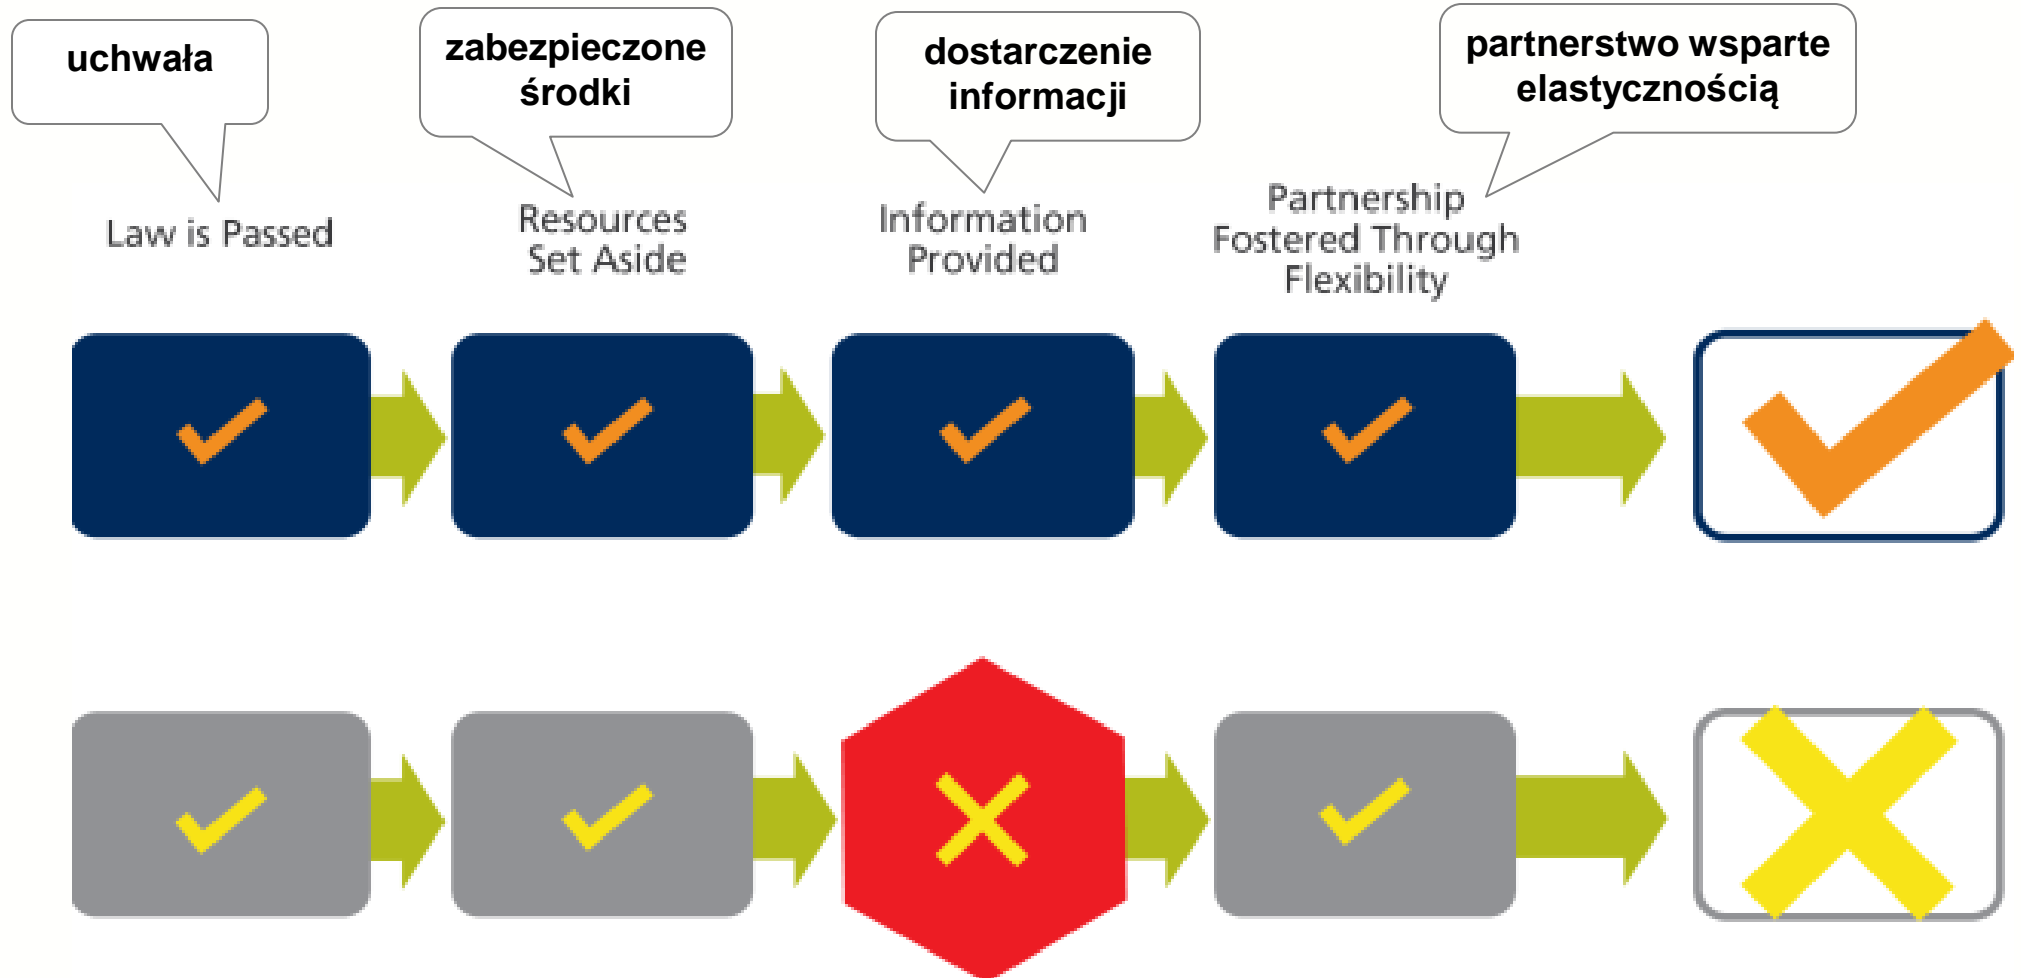 uchwała
zabezpieczone
środki
dostarczenie
informacji
partnerstwo wsparte
elastycznością
Law is Passed
Resources
Set Aside
Information
Provided
Partnership
Fostered Through
Flexibility